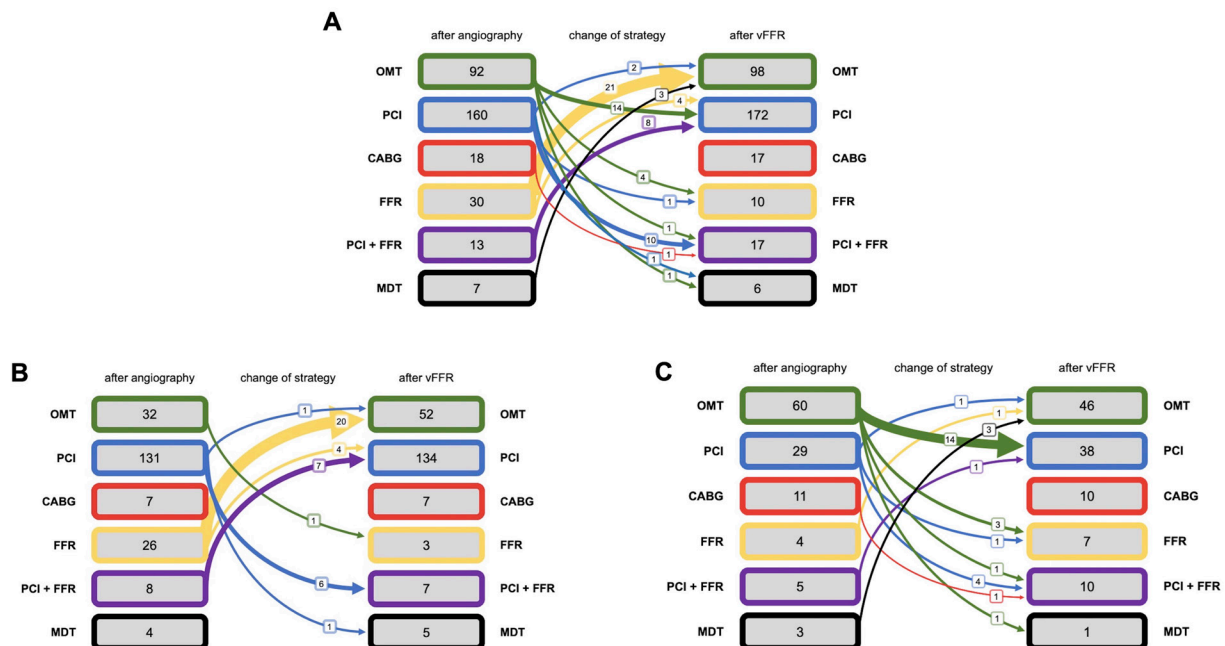 A
after angiography change of strategy after vFFR
OMT 92 2 98 OMT
21 3 4
PCI 160 14 172 PCI
8
CABG 18 17 CABG
4
FFR 30 1 10 FFR
1
PCI + FFR 13 10 1 17 PCI + FFR
1
MDT 7 1 6 MDT
B
after angiography change of strategy after vFFR
OMT 32 1 52 OMT
20
PCI 131 4 134 PCI
7
CABG 7 7 CABG
1
FFR 26 3 FFR
PCI + FFR 8 6 7 PCI + FFR
MDT 4 1 5 MDT
C
after angiography change of strategy after vFFR
OMT 60 1 46 OMT
1
3
14
PCI 29 1 38 PCI
CABG 11 10 CABG
3
FFR 4 1 7 FFR
1
PCI + FFR 5 4 10 PCI + FFR
1
1
MDT 3 1 MDT